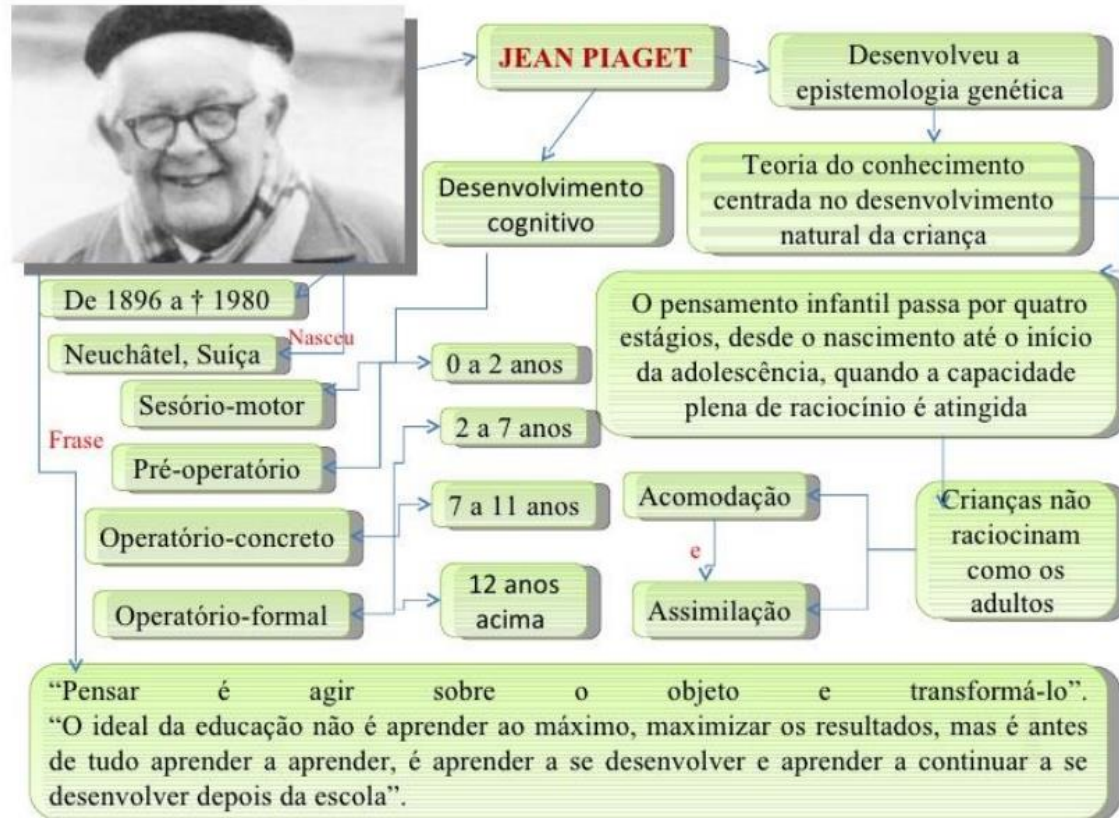 JEAN PIAGET
Desenvolveu a
epistemologia genética
Desenvolvimento
cognitivo
Teoria do conhecimento
centrada no desenvolvimento
natural da criança
De 1896 a † 1980
Nasceu
Neuchâtel, Suíça
O pensamento infantil passa por quatro
estágios, desde o nascimento até o início
da adolescência, quando a capacidade
plena de raciocínio é atingida
Sesório-motor
0 a 2 anos
Frase
Pré-operatório
2 a 7 anos
Operatório-concreto
7 a 11 anos
Operatório-formal
12 anos
acima
Acomodação
e
Assimilação
Crianças não
raciocinam
como os
adultos
“Pensar é agir sobre o objeto e transformá-lo”.
“O ideal da educação não é aprender ao máximo, maximizar os resultados, mas é antes
de tudo aprender a aprender, é aprender a se desenvolver e aprender a continuar a se
desenvolver depois da escola”.